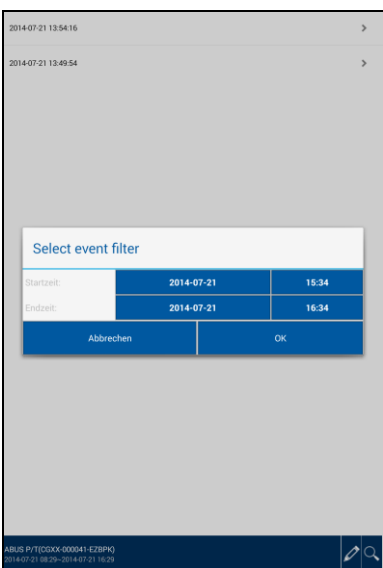 2014-07-21 13:54:16
2014-07-21 13:49:54
Select event filter
Startzeit: 2014-07-21 15:34
Endzeit: 2014-07-21 16:34
Abbrechen OK
ABUS P/T(CGXX-000041-EZBPK)
2014-07-21 08:29~2014-07-21 16:29